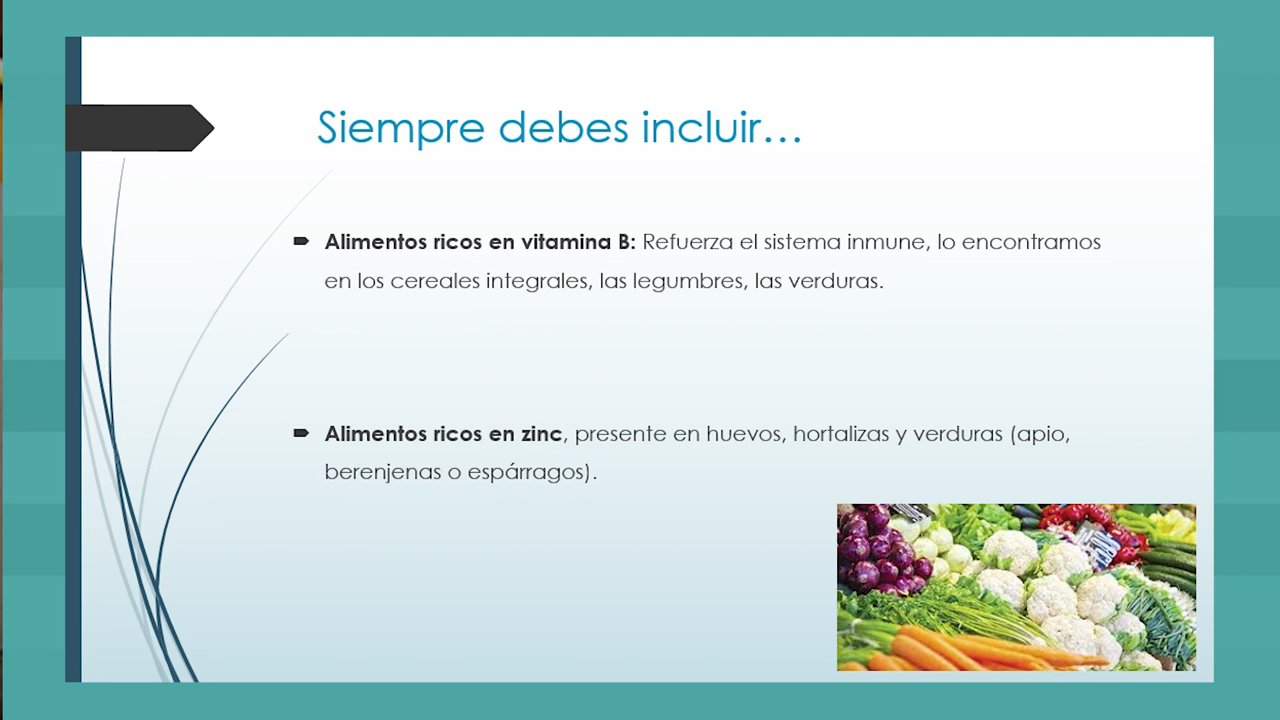 Siempre debes incluir…
Alimentos ricos en vitamina B: Refuerza el sistema inmune, lo encontramos
en los cereales integrales, las legumbres, las verduras.
Alimentos ricos en zinc, presente en huevos, hortalizas y verduras (apio,
berenjenas o espárragos).